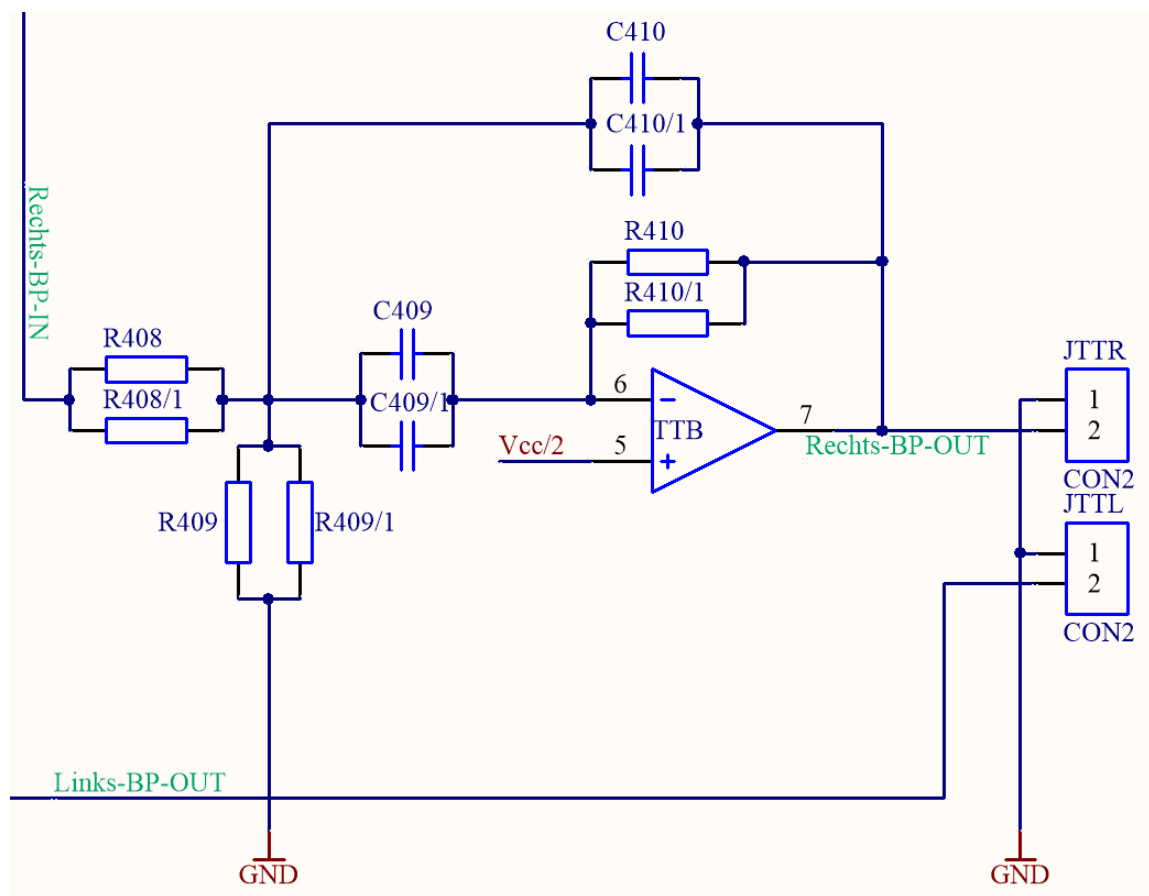 C410
C410/1
Rechts-BP-IN
R410
R410/1
C409
C409/1
R408
R408/1
6
5
7
TTB
Vcc/2
Rechts-BP-OUT
JTTR
1
2
CON2
JTTL
1
2
CON2
R409
R409/1
Links-BP-OUT
GND
GND